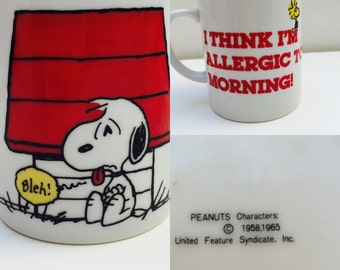 Bleh!
I THINK I'M
ALLERGIC TO
MORNING!
PEANUTS Characters:
© 1958,1965
United Feature Syndicate, Inc.